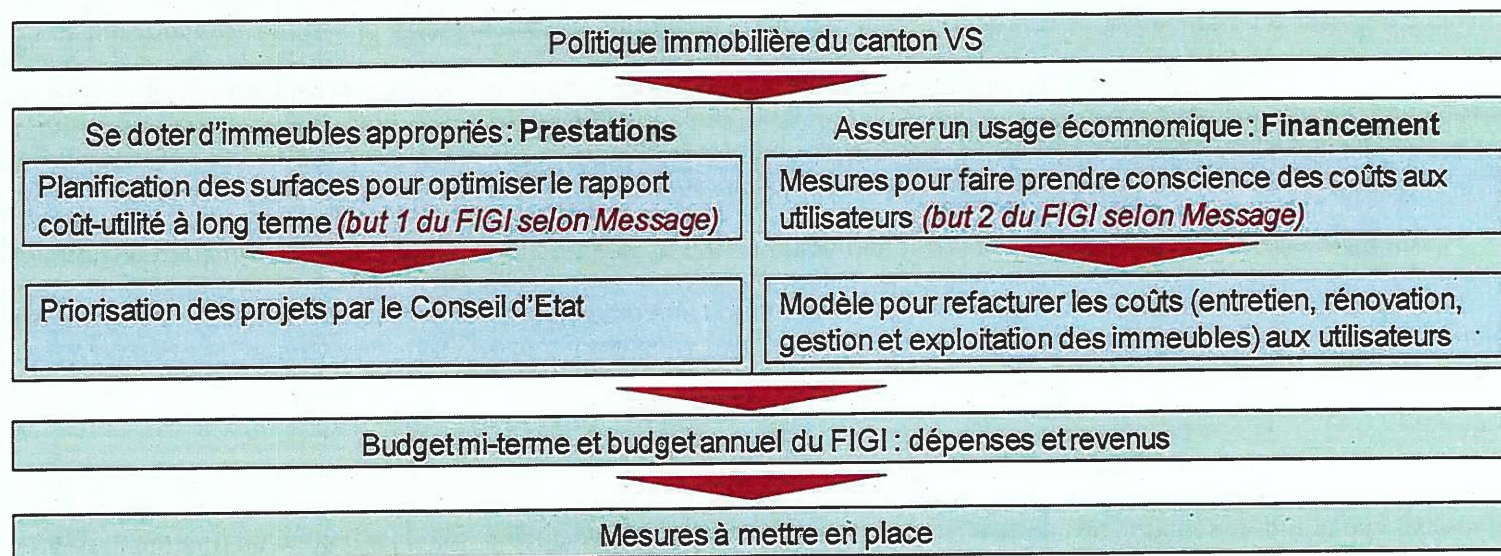 Politique immobilière du canton VS
Se doter d'immeubles appropriés : Prestations
Planification des surfaces pour optimiser le rapport
coût-utilité à long terme (but 1 du FIGI selon Message)
Priorisation des projets par le Conseil d'Etat
Assurer un usage écomnomique : Financement
Mesures pour faire prendre conscience des coûts aux
utilisateurs (but 2 du FIGI selon Message)
Modèle pour refacturer les coûts (entretien, rénovation,
gestion et exploitation des immeubles) aux utilisateurs
Budget mi-terme et budget annuel du FIGI : dépenses et revenus
Mesures à mettre en place